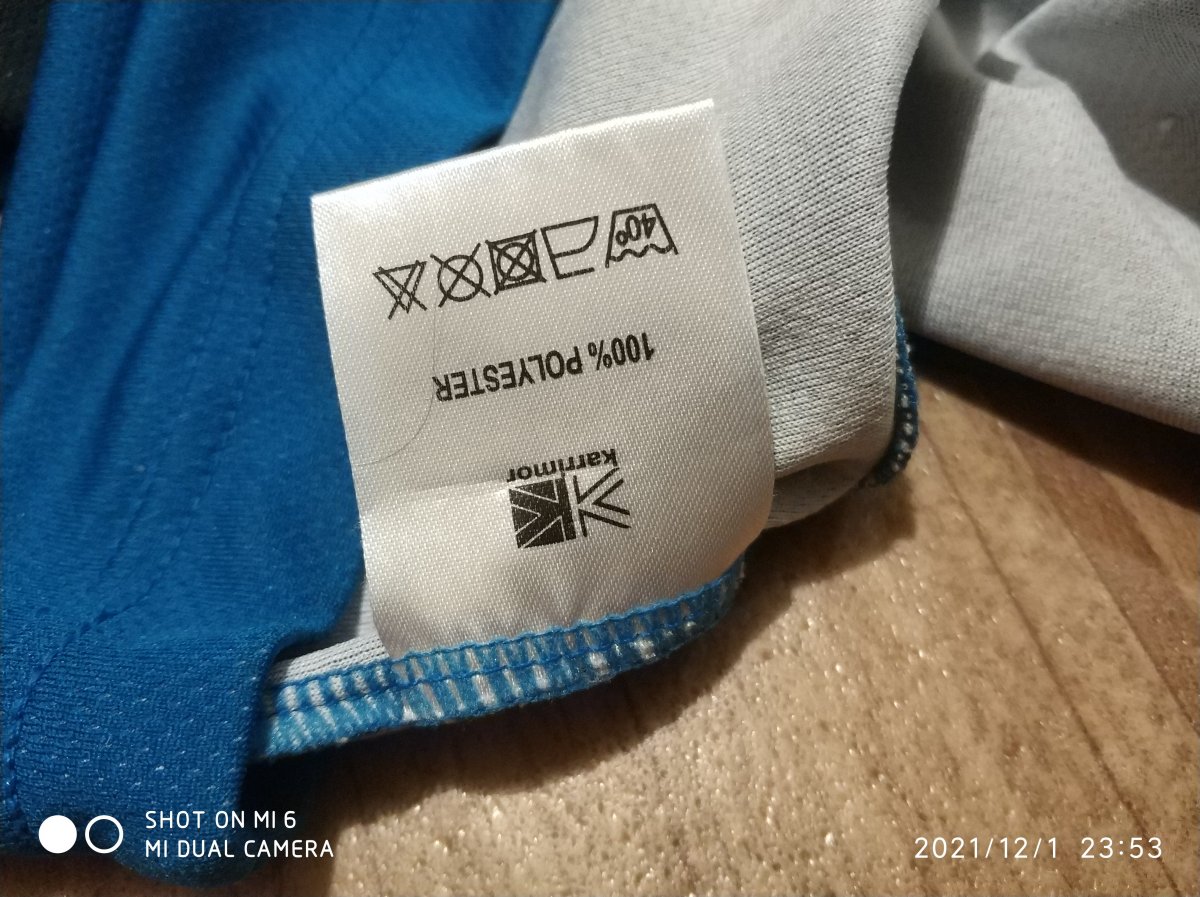 karrimor
100% POLYESTER
40°
SHOT ON MI 6
MI DUAL CAMERA
2021/12/1 23:53